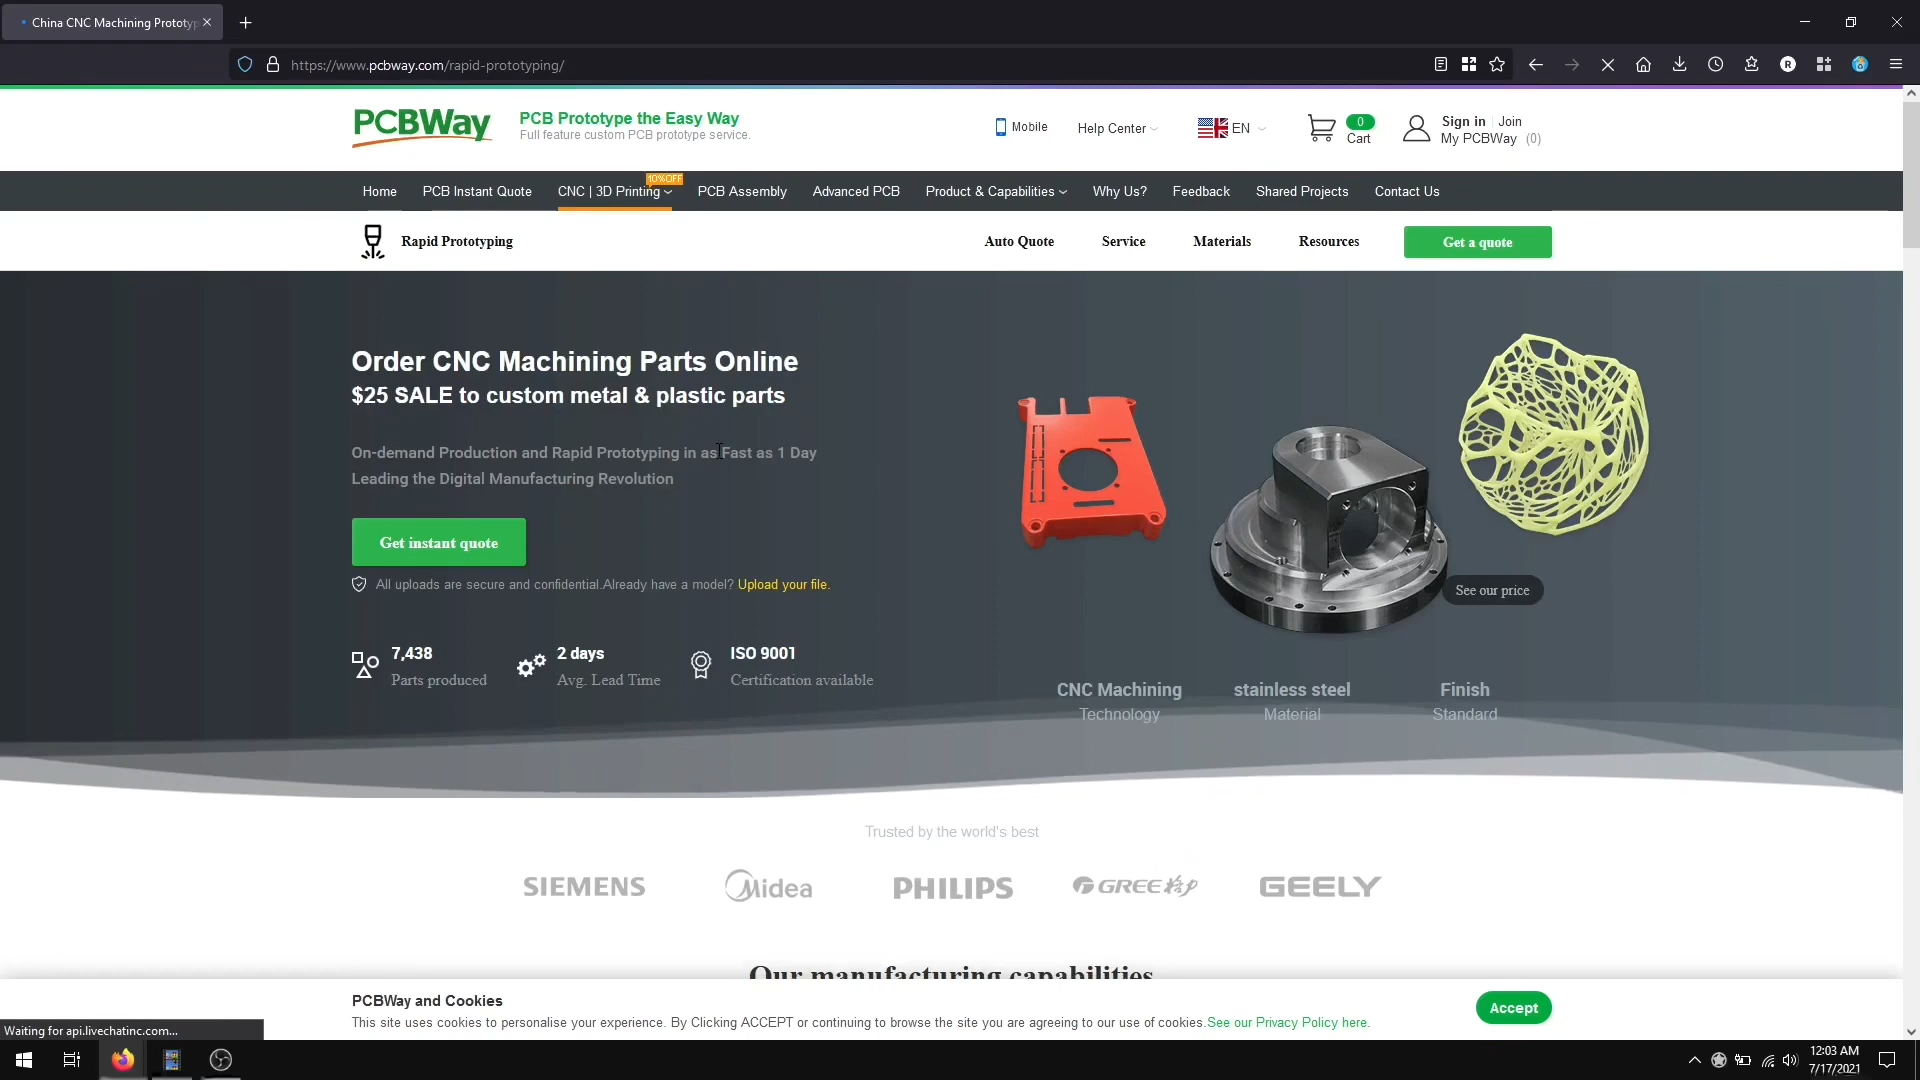 China CNC Machining Prototyp
https://www.pcbway.com/rapid-prototyping/
R
PCBWay
PCB Prototype the Easy Way
Full feature custom PCB prototype service.
Mobile
Help Center
EN
0
Cart
Sign in
Join
My PCBWay (0)
10%OFF
Home
PCB Instant Quote
CNC | 3D Printing
PCB Assembly
Advanced PCB
Product & Capabilities
Why Us?
Feedback
Shared Projects
Contact Us
Rapid Prototyping
Auto Quote
Service
Materials
Resources
Get a quote
Order CNC Machining Parts Online
$25 SALE to custom metal & plastic parts
On-demand Production and Rapid Prototyping in as Fast as 1 Day
Leading the Digital Manufacturing Revolution
Get instant quote
All uploads are secure and confidential.Already have a model? Upload your file.
See our price
7,438
Parts produced
2 days
Avg. Lead Time
ISO 9001
Certification available
CNC Machining
Technology
stainless steel
Material
Finish
Standard
Trusted by the world's best
SIEMENS
Midea
PHILIPS
GREE格力
GEELY
Our manufacturing capabilities
PCBWay and Cookies
This site uses cookies to personalise your experience. By Clicking ACCEPT or continuing to browse the site you are agreeing to our use of cookies.See our Privacy Policy here.
Accept
Waiting for api.livechatinc.com...
12:03 AM
7/17/2021